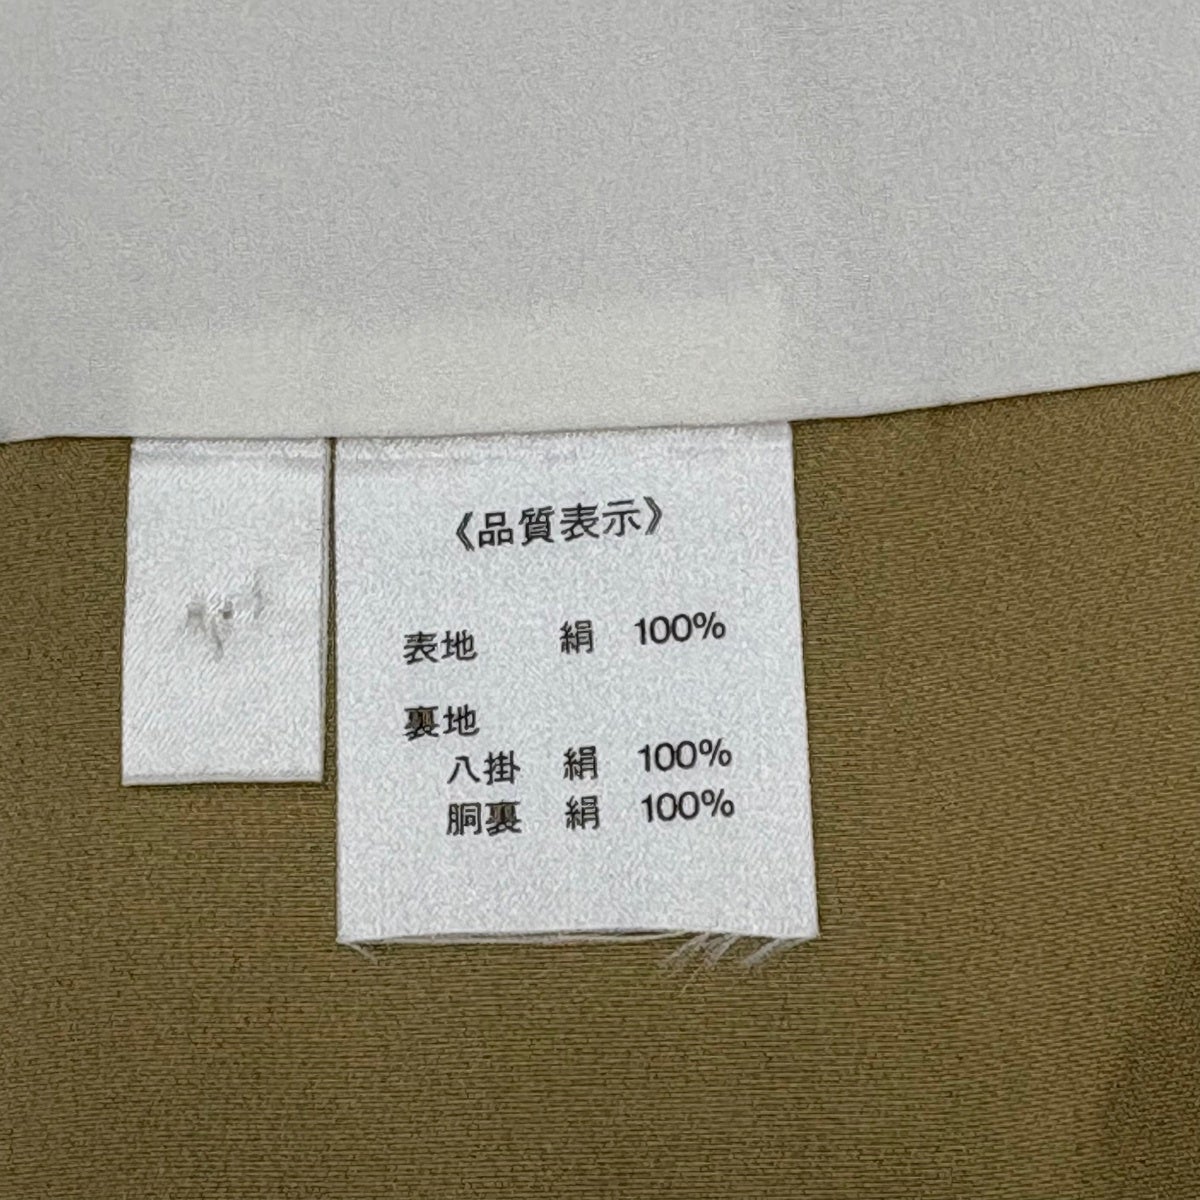 《品質表示》
表地 絹 100%
裏地
八掛 絹 100%
胴裏 絹 100%